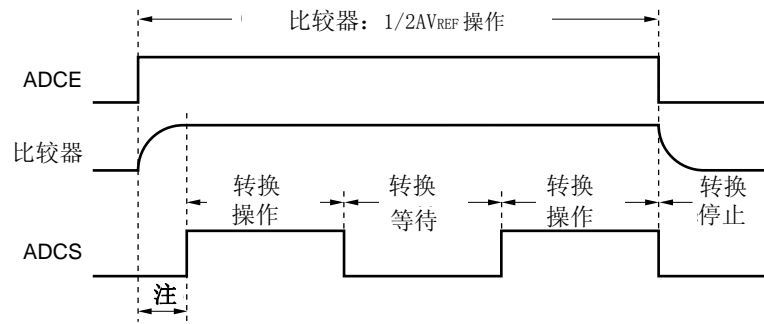 比较器：1/2AVREF 操作
ADCE
比较器
转换 转换 转换 转换
操作 等待 操作 停止
ADCS
注